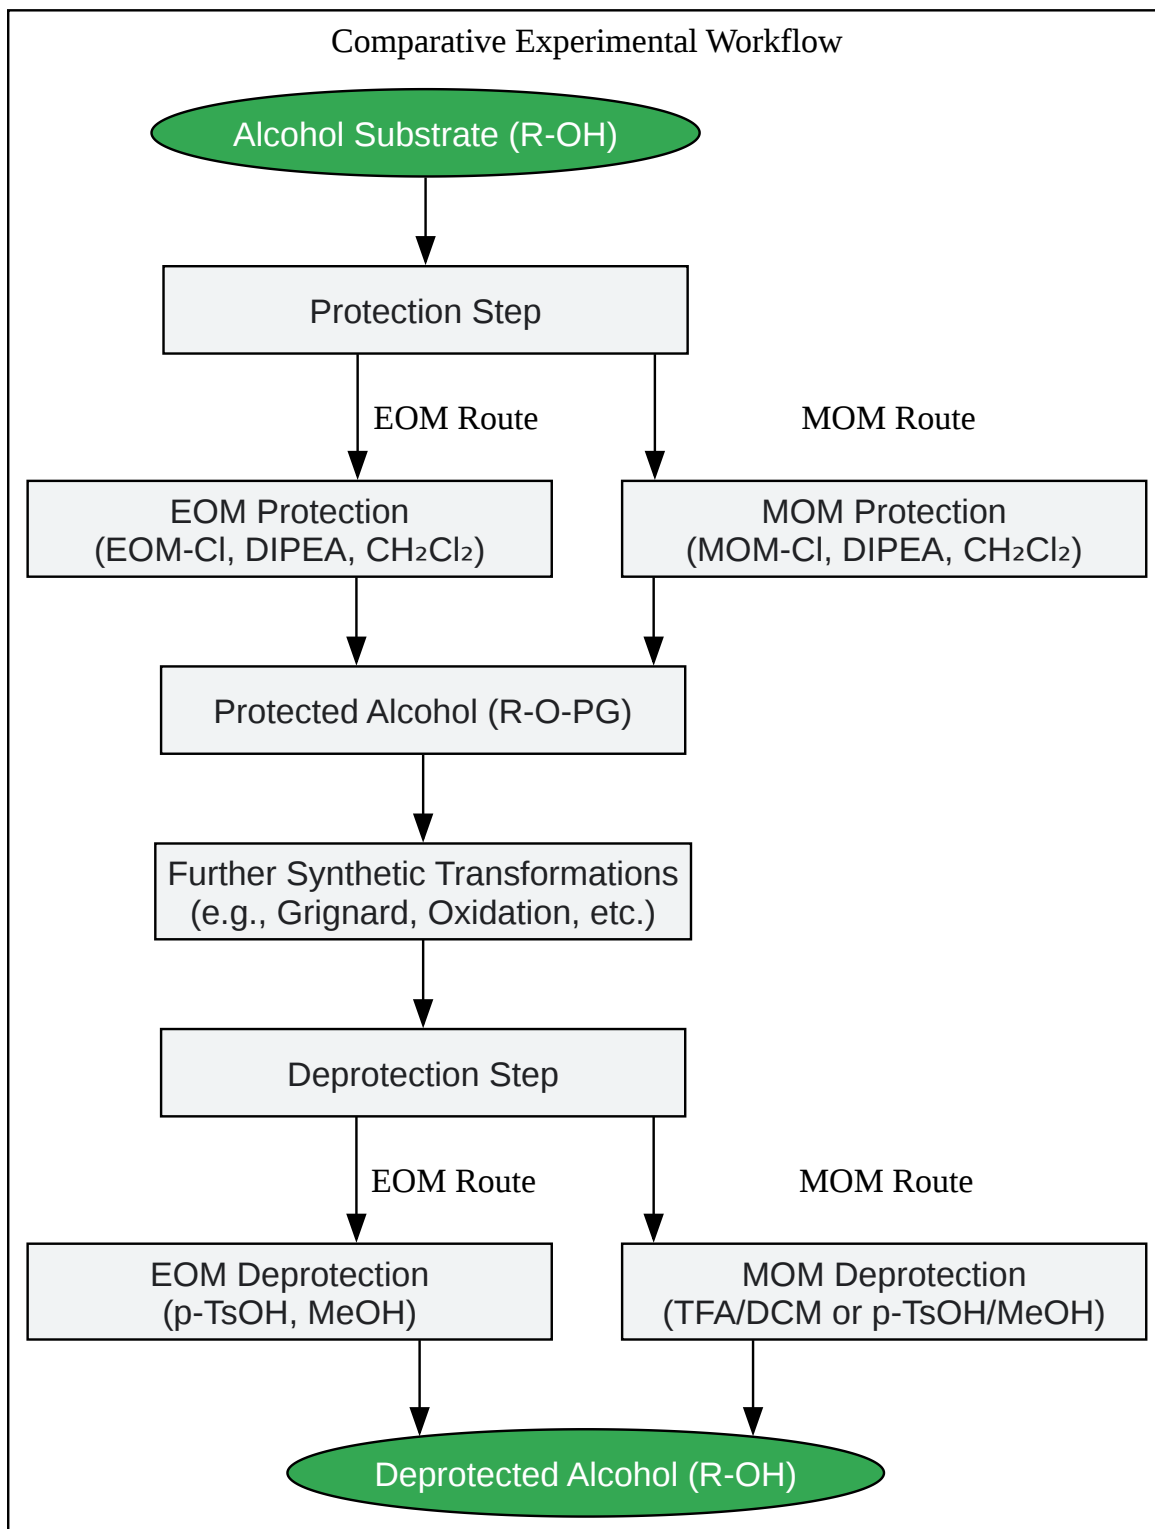 Comparative Experimental Workflow
Alcohol Substrate (R-OH)
Protection Step
EOM Route
MOM Route
EOM Protection
(EOM-Cl, DIPEA, CH₂Cl₂)
MOM Protection
(MOM-Cl, DIPEA, CH₂Cl₂)
Protected Alcohol (R-O-PG)
Further Synthetic Transformations
(e.g., Grignard, Oxidation, etc.)
Deprotection Step
EOM Route
MOM Route
EOM Deprotection
(p-TsOH, MeOH)
MOM Deprotection
(TFA/DCM or p-TsOH/MeOH)
Deprotected Alcohol (R-OH)